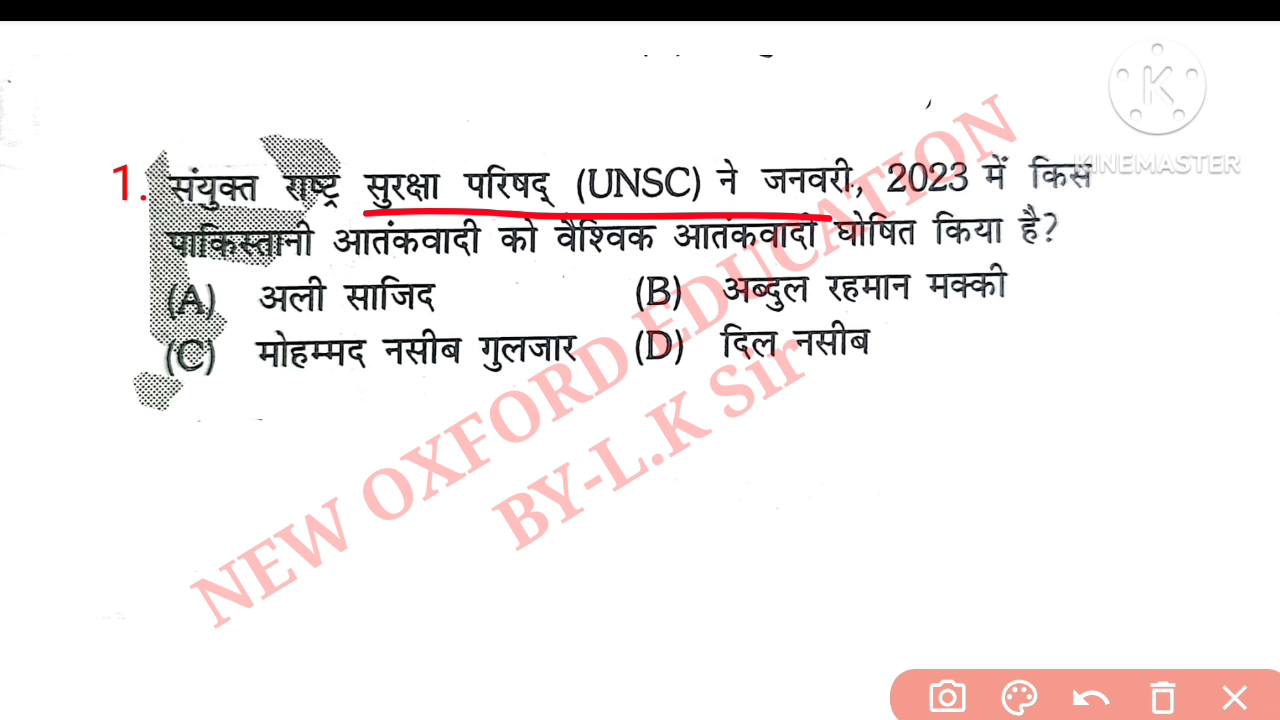 KINEMASTER
1. संयुक्त राष्ट्र सुरक्षा परिषद् (UNSC) ने जनवरी, 2023 में किस
पाकिस्तानी आतंकवादी को वैश्विक आतंकवादी घोषित किया है?
(A) अली साजिद (B) अब्दुल रहमान मक्की
(C) मोहम्मद नसीब गुलजार (D) दिल नसीब
NEW OXFORD EDUCATION
BY-L.K Sir